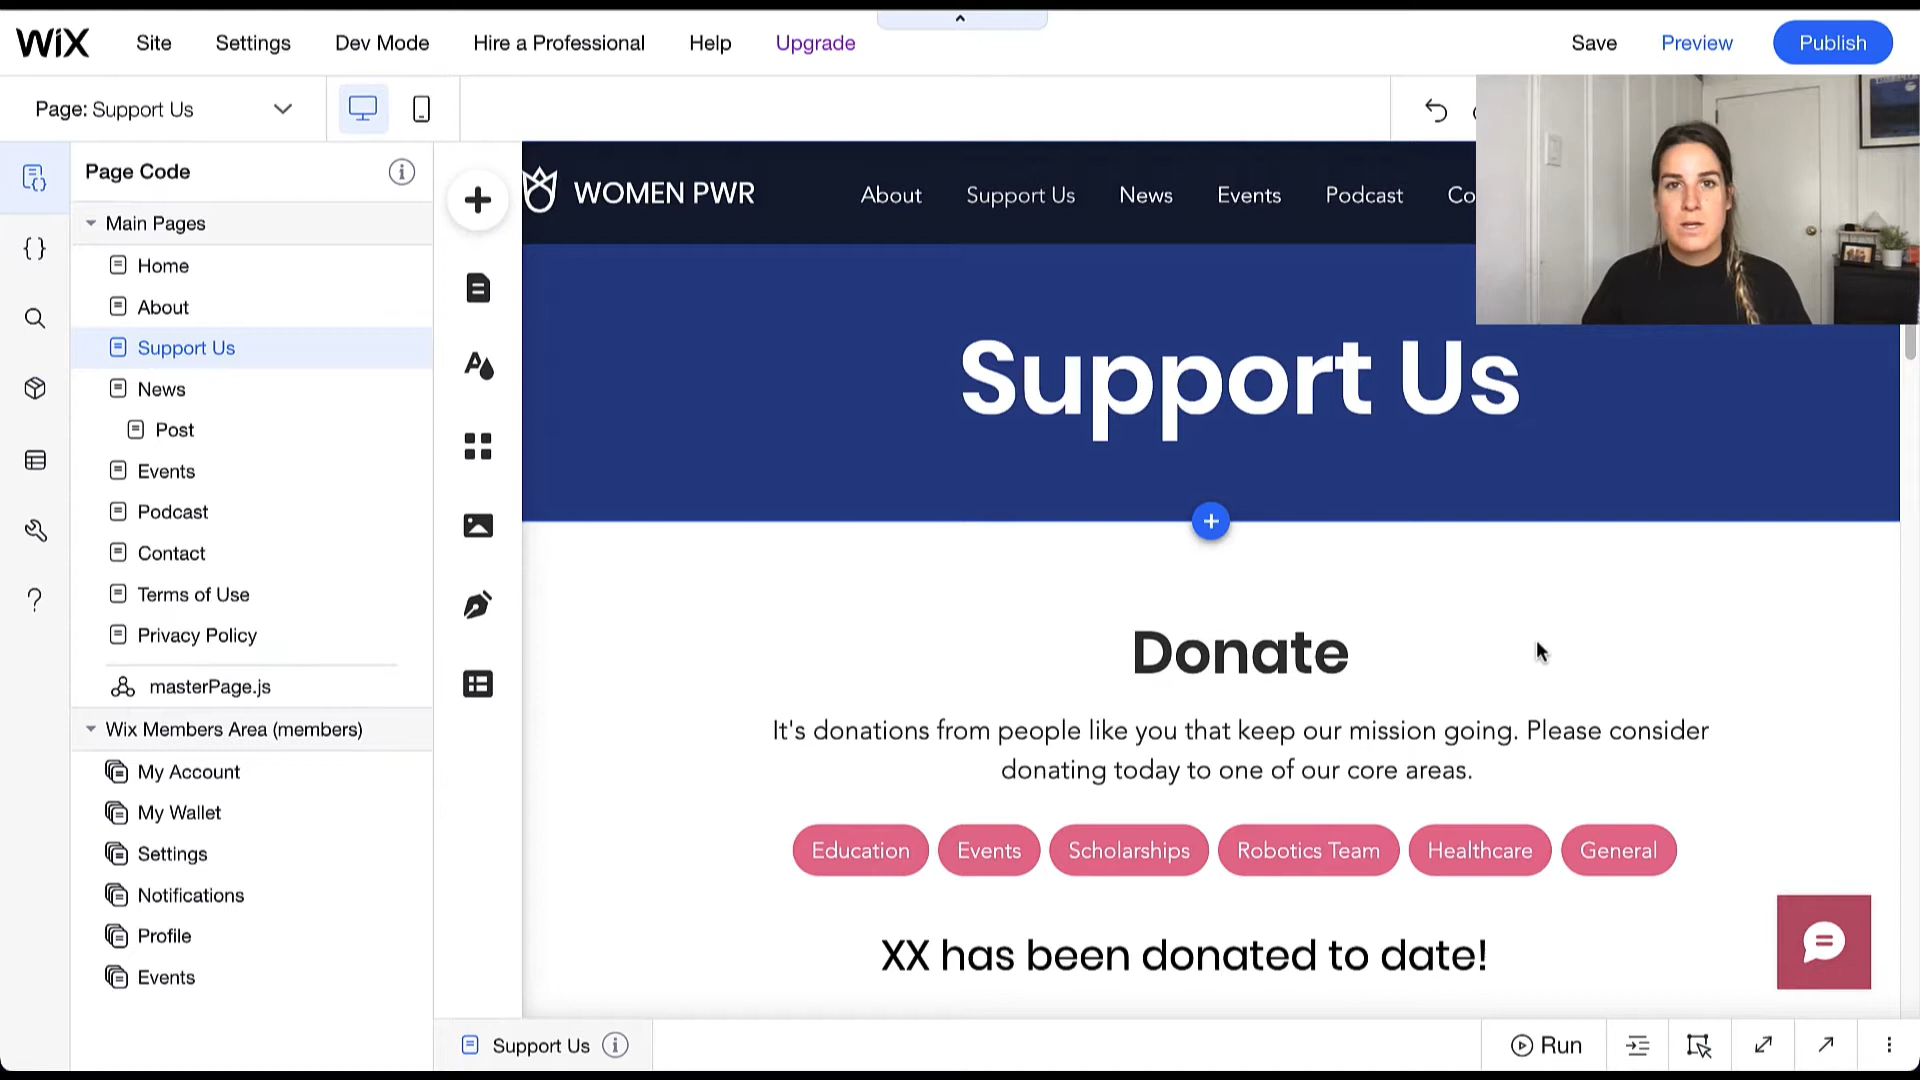 WiX
Site
Settings
Dev Mode
Hire a Professional
Help
Upgrade
Save
Preview
Publish
Page: Support Us
Page Code
Main Pages
Home
About
Support Us
News
Post
Events
Podcast
Contact
Terms of Use
Privacy Policy
masterPage.js
Wix Members Area (members)
My Account
My Wallet
Settings
Notifications
Profile
Events
WOMEN PWR
About
Support Us
News
Events
Podcast
Co
Support Us
Donate
It's donations from people like you that keep our mission going. Please consider
donating today to one of our core areas.
Education
Events
Scholarships
Robotics Team
Healthcare
General
XX has been donated to date!
Support Us
Run